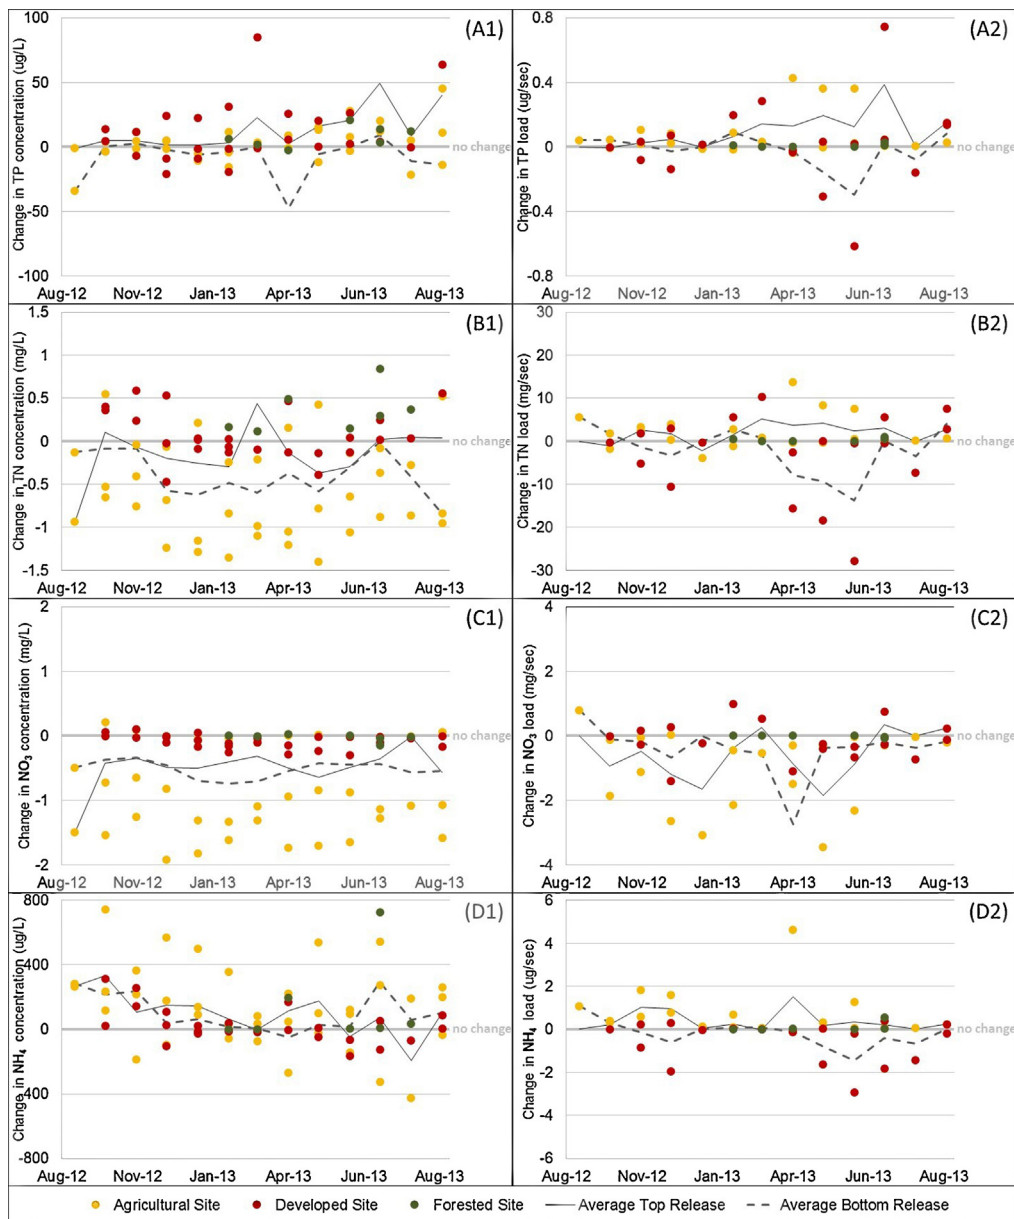 (A1)
Change in TP concentration (ug/L)
100
50
0
-50
-100
no change
Aug-12 Nov-12 Jan-13 Apr-13 Jun-13 Aug-13
(A2)
Change in TP load (ug/sec)
0.8
0.4
0
-0.4
-0.8
no change
Aug-12 Nov-12 Jan-13 Apr-13 Jun-13 Aug-13
(B1)
Change in TN concentration (mg/L)
1.5
1
0.5
0
-0.5
-1
-1.5
no change
Aug-12 Nov-12 Jan-13 Apr-13 Jun-13 Aug-13
(B2)
Change in TN load (mg/sec)
30
20
10
0
-10
-20
-30
no change
Aug-12 Nov-12 Jan-13 Apr-13 Jun-13 Aug-13
(C1)
Change in NO3 concentration (mg/L)
2
1
0
-1
-2
no change
Aug-12 Nov-12 Jan-13 Apr-13 Jun-13 Aug-13
(C2)
Change in NO3 load (mg/sec)
4
2
0
-2
-4
no change
Aug-12 Nov-12 Jan-13 Apr-13 Jun-13 Aug-13
(D1)
Change in NH4 concentration (ug/L)
800
400
0
-400
-800
no change
Aug-12 Nov-12 Jan-13 Apr-13 Jun-13 Aug-13
(D2)
Change in NH4 load (ug/sec)
6
4
2
0
-2
-4
-6
no change
Aug-12 Nov-12 Jan-13 Apr-13 Jun-13 Aug-13
Agricultural Site Developed Site Forested Site Average Top Release Average Bottom Release